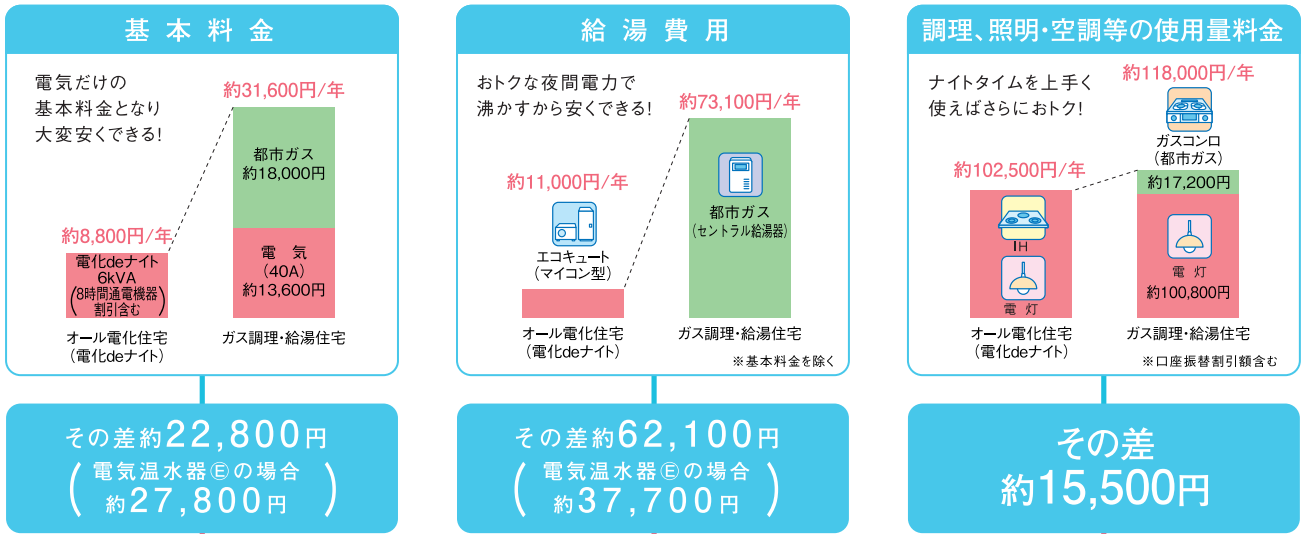 基本料金
電気だけの
基本料金となり
大変安くできる!
約31,600円/年
都市ガス
約18,000円
約8,800円/年
電化deナイト
6kVA
(8時間通電機器
割引含む)
電気
(40A)
約13,600円
オール電化住宅
(電化deナイト)
ガス調理・給湯住宅
その差約22,800円
(電気温水器Ⓔの場合
約27,800円)
給湯費用
おトクな夜間電力で
沸かすから安くできる!
約73,100円/年
約11,000円/年
エコキュート
(マイコン型)
都市ガス
(セントラル給湯器)
オール電化住宅
(電化deナイト)
ガス調理・給湯住宅
※基本料金を除く
その差約62,100円
(電気温水器Ⓔの場合
約37,700円)
調理、照明・空調等の使用量料金
ナイトタイムを上手く
使えばさらにおトク!
約118,000円/年
ガスコンロ
(都市ガス)
約102,500円/年
約17,200円
IH
電灯
電灯
約100,800円
オール電化住宅
(電化deナイト)
ガス調理・給湯住宅
※口座振替割引額含む
その差
約15,500円